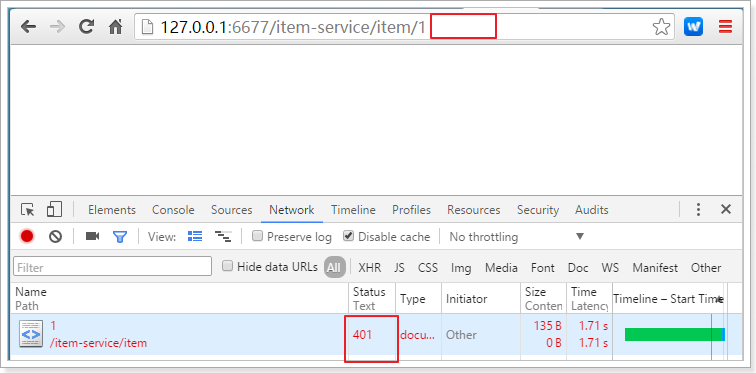 127.0.0.1:6677/item-service/item/1
Elements Console Sources Network Timeline Profiles Resources Security Audits
View: Preserve log Disable cache No throttling
Filter Hide data URLs All XHR JS CSS Img Media Font Doc WS Manifest Other
Name Status Type Initiator Size Time Timeline – Start Time
Path Text Conten Latency
1 401 docu... Other 135 B 1.71 s
/item-service/item 0 B 1.71 s